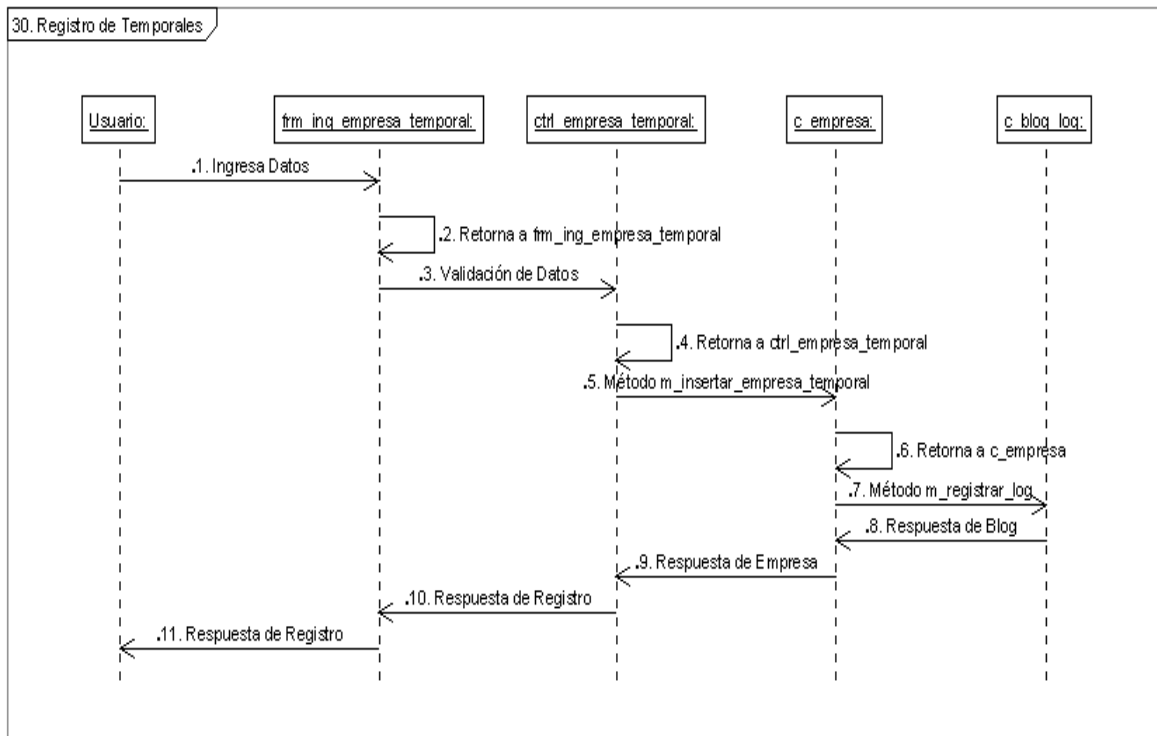 30. Registro de Temporales
Usuario:
frm_ing_empresa_temporal:
ctrl_empresa_temporal:
c_empresa:
c_blog_log:
.1. Ingresa Datos
.2. Retorna a frm_ing_empresa_temporal
.3. Validación de Datos
.4. Retorna a ctrl_empresa_temporal
.5. Método m_insertar_empresa_temporal
.6. Retorna a c_empresa
.7. Método m_registrar_log
.8. Respuesta de Blog
.9. Respuesta de Empresa
.10. Respuesta de Registro
.11. Respuesta de Registro